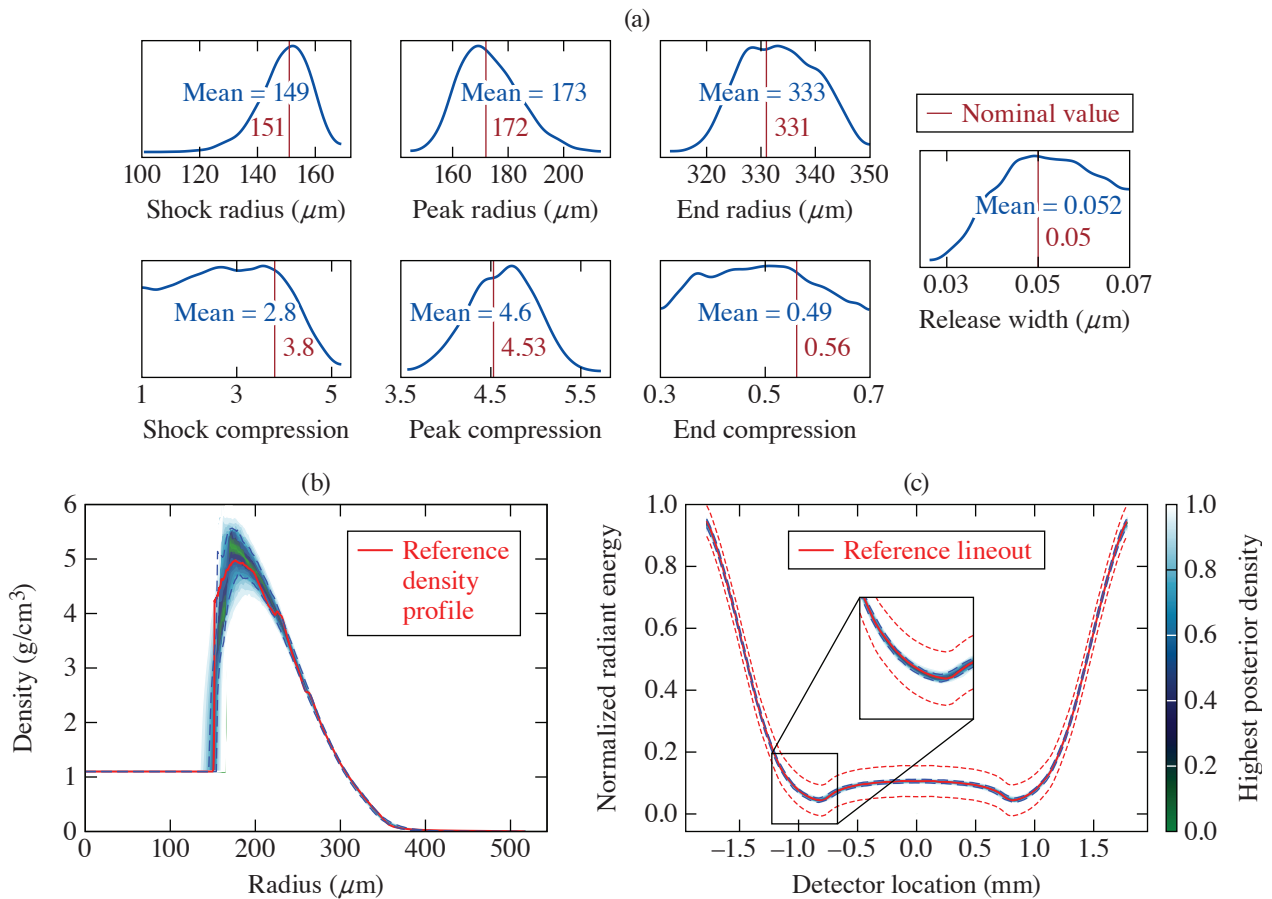 (a)
Mean = 149
151
100 120 140 160
Shock radius (μm)
Mean = 173
172
160 180 200
Peak radius (μm)
Mean = 333
331
320 330 340 350
End radius (μm)
Nominal value
Mean = 0.052
0.05
0.03 0.05 0.07
Release width (μm)
Mean = 2.8
3.8
1 3 5
Shock compression
Mean = 4.6
4.53
3.5 4.5 5.5
Peak compression
Mean = 0.49
0.56
0.3 0.5 0.7
End compression
(b)
6
5
4
3
2
1
0
Density (g/cm³)
Reference
density
profile
0 100 200 300 400 500
Radius (μm)
(c)
1.0
0.8
0.6
0.4
0.2
0.0
Normalized radiant energy
Reference lineout
–1.5 –1.0 –0.5 0.0 0.5 1.0 1.5
Detector location (mm)
1.0
0.8
0.6
0.4
0.2
0.0
Highest posterior density